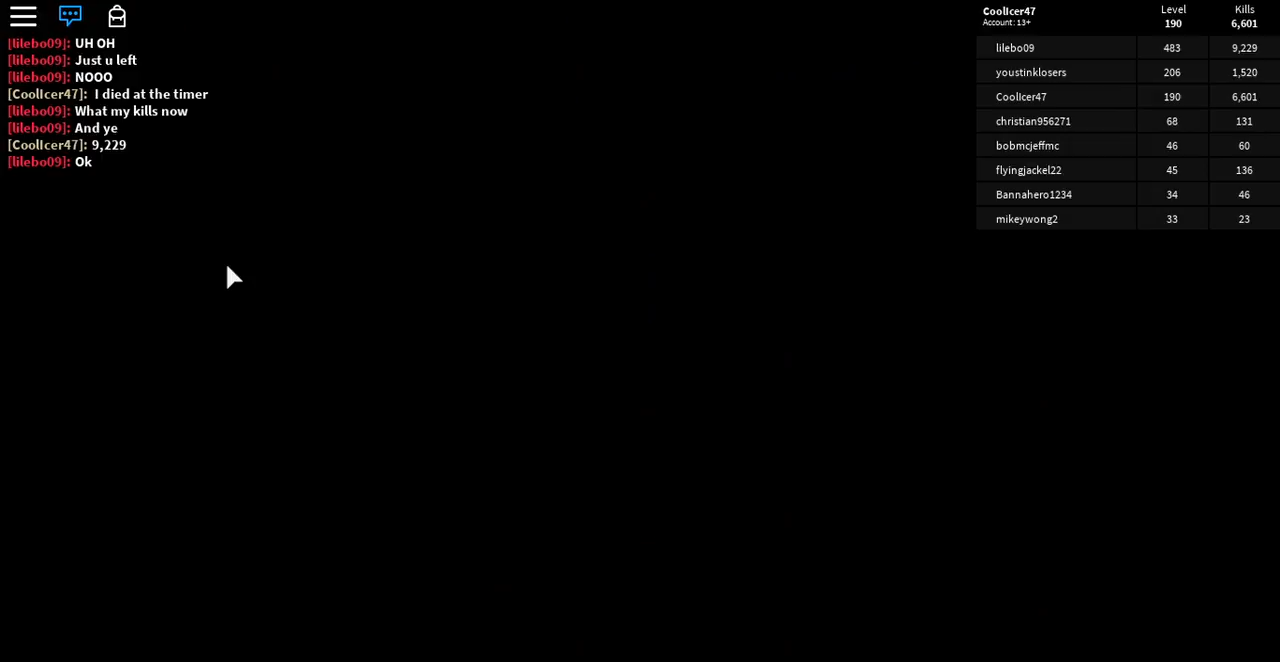 CoolIcer47 Level Kills
Account: 13+ 190 6,601
[lilebo09]: UH OH
[lilebo09]: Just u left
[lilebo09]: NOOO
[CoolIcer47]: I died at the timer
[lilebo09]: What my kills now
[lilebo09]: And ye
[CoolIcer47]: 9,229
[lilebo09]: Ok
lilebo09 483 9,229
youstinklosers 206 1,520
CoolIcer47 190 6,601
christian956271 68 131
bobmcjeffmc 46 60
flyingjackel22 45 136
Bannahero1234 34 46
mikeywong2 33 23